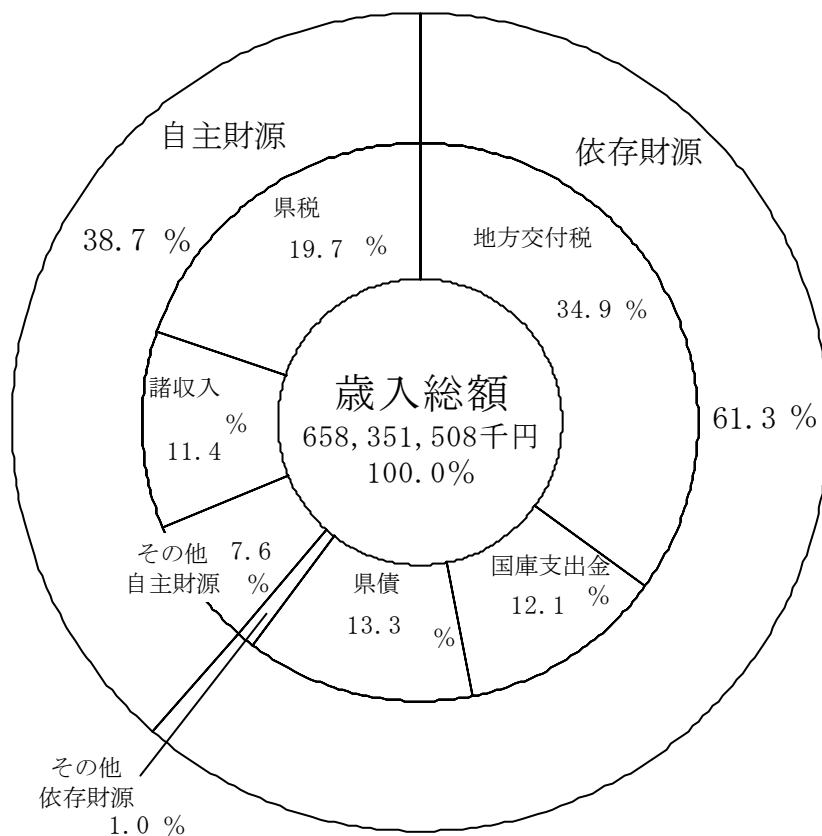 自主財源
38.7 %
依存財源
61.3 %
県税
19.7 %
地方交付税
34.9 %
諸収入
11.4 %
歳入総額
658,351,508千円
100.0%
その他 7.6
自主財源 %
県債
13.3 %
国庫支出金
12.1 %
その他
依存財源
1.0 %